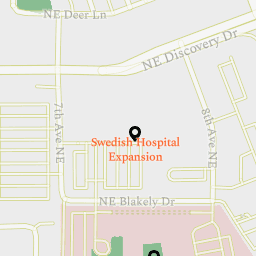 NE Deer Ln
NE Discovery Dr
7th Ave NE
8th Ave NE
Swedish Hospital
Expansion
NE Blakely Dr